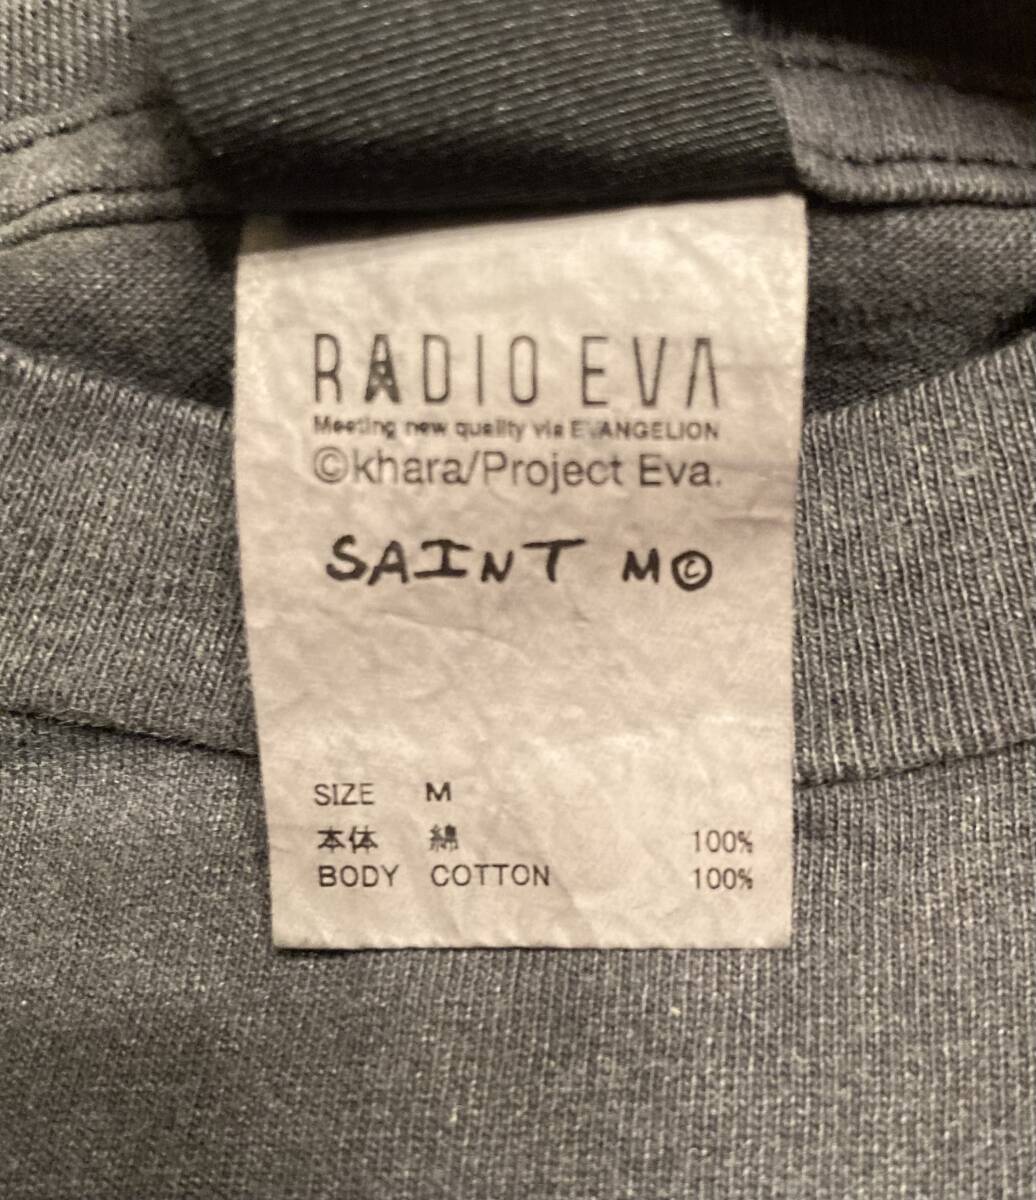 RADIO EVA
Meeting new quality via EVANGELION
©khara/Project Eva.
SAINT M©
SIZE M
本体 綿 100%
BODY COTTON 100%